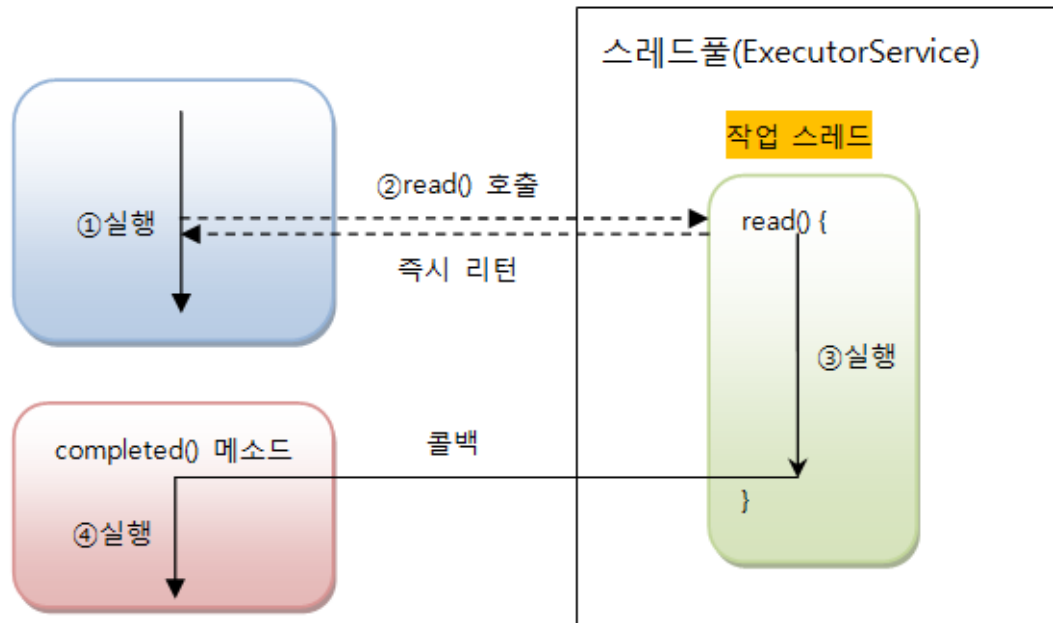 스레드풀(ExecutorService)
작업 스레드
②read() 호출
①실행
read() {
즉시 리턴
③실행
completed() 메소드
콜백
}
④실행